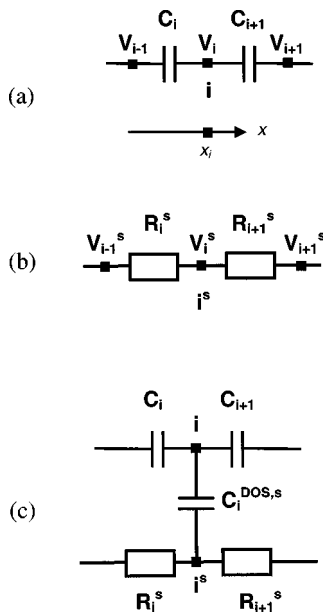 C_i C_{i+1}
V_{i-1} V_i V_{i+1}
(a)
i
x
x_i
R_i^s R_{i+1}^s
(b)
V_{i-1}^s V_i^s V_{i+1}^s
i^s
C_i C_{i+1}
i
C_i^{DOS,s}
(c)
i^s
R_i^s R_{i+1}^s